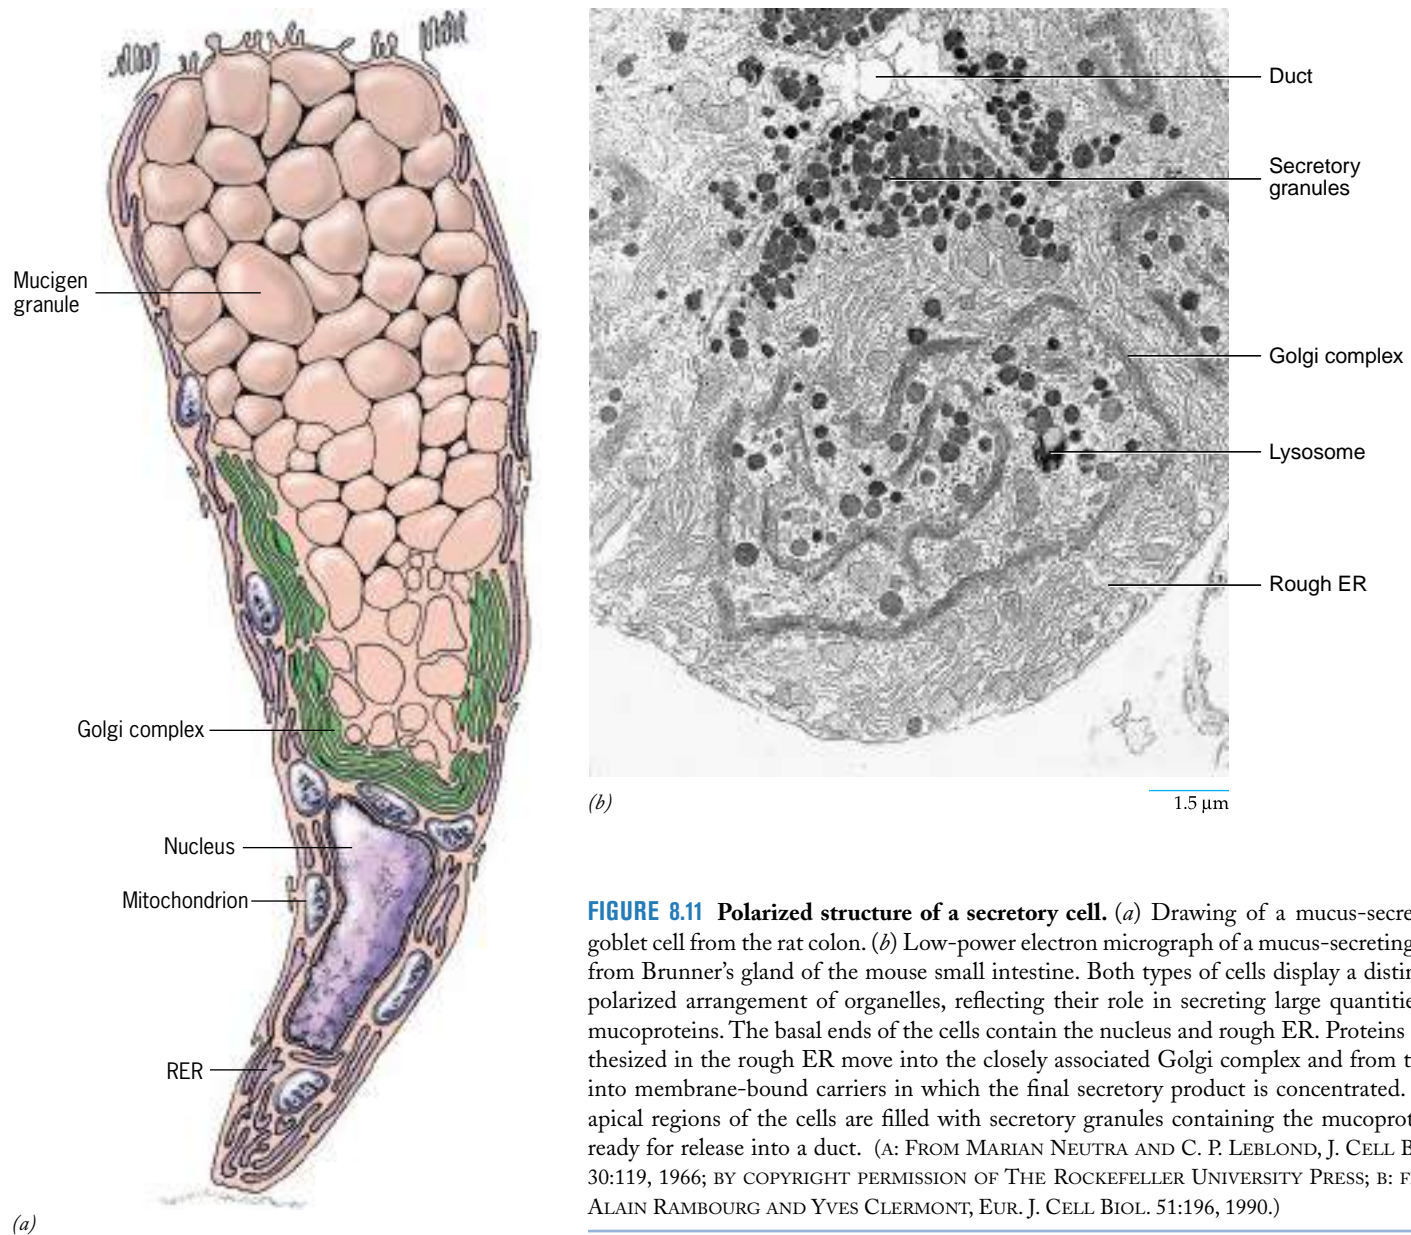 Mucigen
granule
Golgi complex
Nucleus
Mitochondrion
RER
(a)
Duct
Secretory
granules
Golgi complex
Lysosome
Rough ER
(b)
1.5 µm
FIGURE 8.11 Polarized structure of a secretory cell. (a) Drawing of a mucus-secre
goblet cell from the rat colon. (b) Low-power electron micrograph of a mucus-secreting
from Brunner’s gland of the mouse small intestine. Both types of cells display a distin
polarized arrangement of organelles, reflecting their role in secreting large quantitie
mucoproteins. The basal ends of the cells contain the nucleus and rough ER. Proteins
thesized in the rough ER move into the closely associated Golgi complex and from t
into membrane-bound carriers in which the final secretory product is concentrated.
apical regions of the cells are filled with secretory granules containing the mucoprot
ready for release into a duct. (A: FROM MARIAN NEUTRA AND C. P. LEBLOND, J. CELL B
30:119, 1966; BY COPYRIGHT PERMISSION OF THE ROCKEFELLER UNIVERSITY PRESS; B: F
ALAIN RAMBOURG AND YVES CLERMONT, EUR. J. CELL BIOL. 51:196, 1990.)